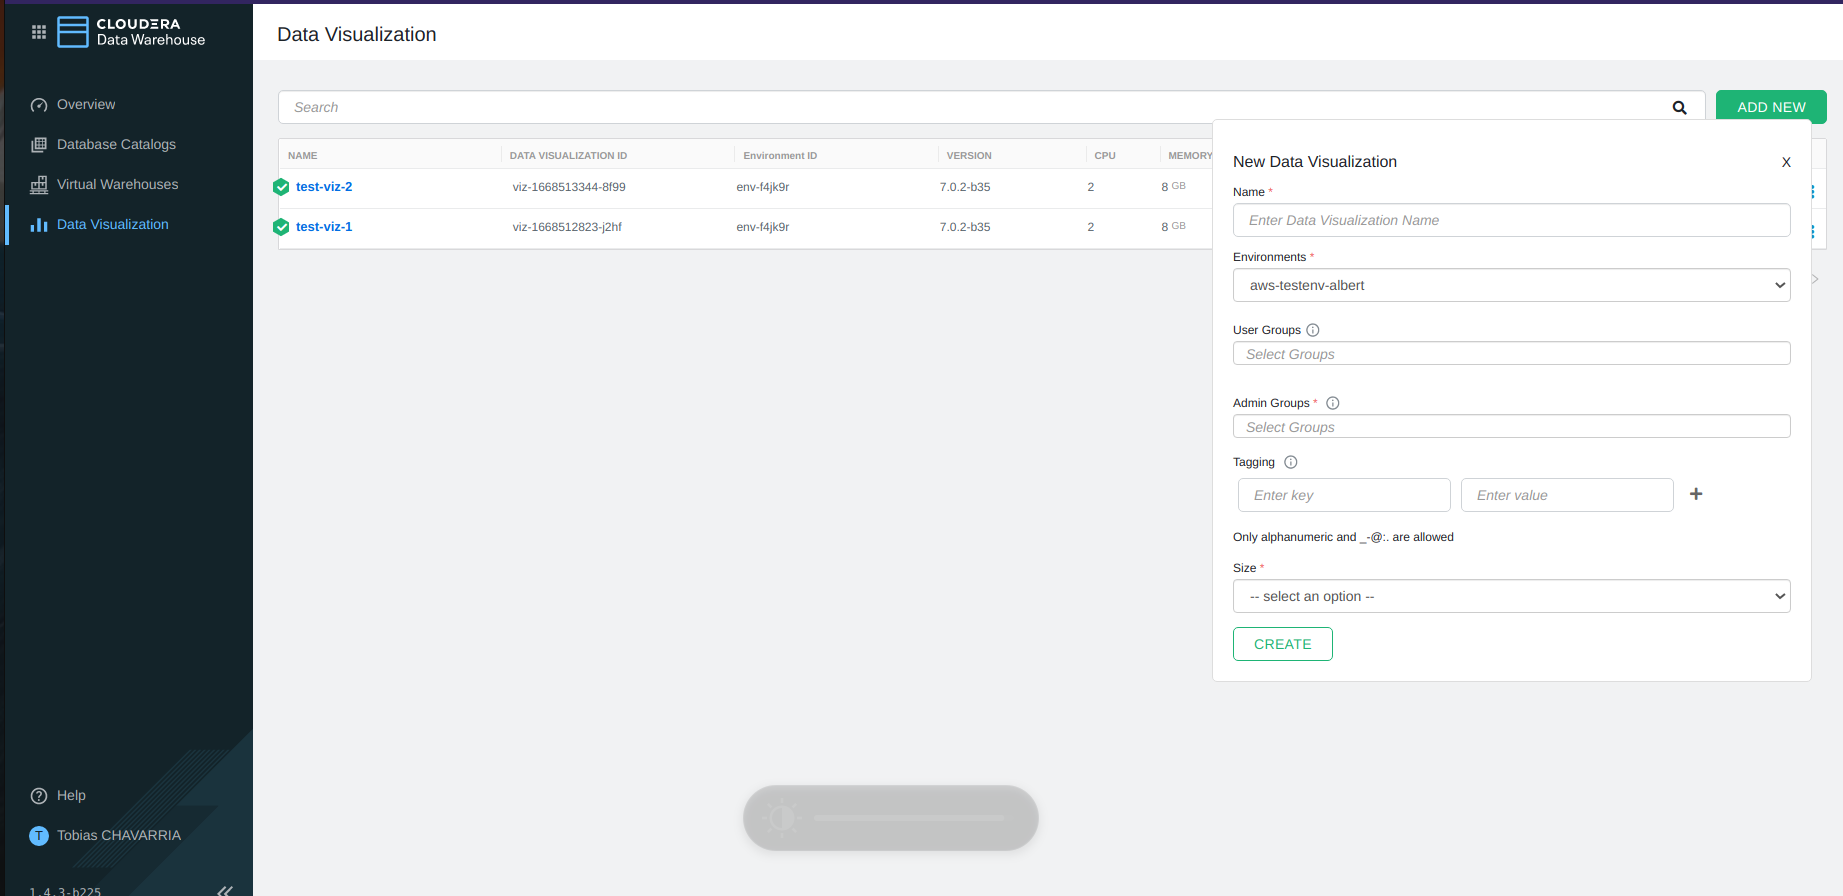 CLOUDERA
Data Warehouse
Overview
Database Catalogs
Virtual Warehouses
Data Visualization
Help
T
Tobias CHAVARRIA
1.4.3-b225
Data Visualization
Search
ADD NEW
NAME DATA VISUALIZATION ID Environment ID VERSION CPU MEMORY
test-viz-2 viz-1668513344-8f99 env-f4jk9r 7.0.2-b35 2 8 GB
test-viz-1 viz-1668512823-j2hf env-f4jk9r 7.0.2-b35 2 8 GB
New Data Visualization X
Name *
Enter Data Visualization Name
Environments *
aws-testenv-albert
User Groups
Select Groups
Admin Groups *
Select Groups
Tagging
Enter key Enter value +
Only alphanumeric and _-@:. are allowed
Size *
-- select an option --
CREATE